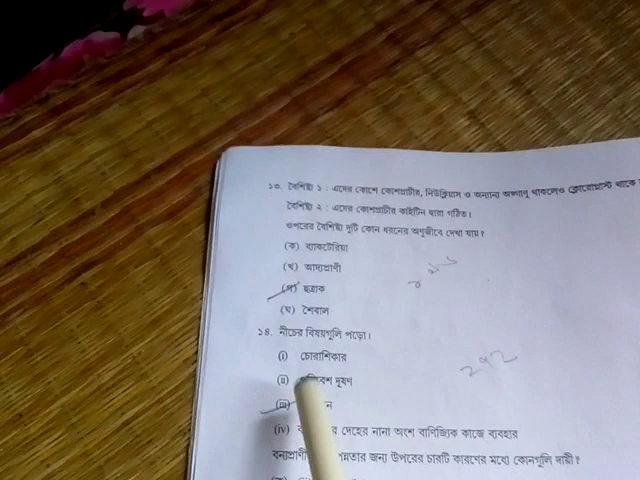 ১৩. বৈশিষ্ট্য ১ : এদের কোশে কোশপ্রাচীর, নিউক্লিয়াস ও অন্যান্য অঙ্গাণু থাকলেও ক্লোরোপ্লাস্ট থাকে
বৈশিষ্ট্য ২ : এদের কোশপ্রাচীর কাইটিন দ্বারা গঠিত।
উপরের বৈশিষ্ট্য দুটি কোন ধরনের অণুজীবে দেখা যায়?
(ক) ব্যাকটেরিয়া
(খ) আদ্যপ্রাণী
(গ) ছত্রাক
(ঘ) শৈবাল
১৪. নীচের বিষয়গুলি পড়ো।
(i) চোরাশিকার
(ii) দূষণ
(iii)
(iv) দেহের নানা অংশ বাণিজ্যিক কাজে ব্যবহার
বন্যপ্রাণী জন্য উপরের চারটি কারণের মধ্যে কোনগুলি দায়ী?